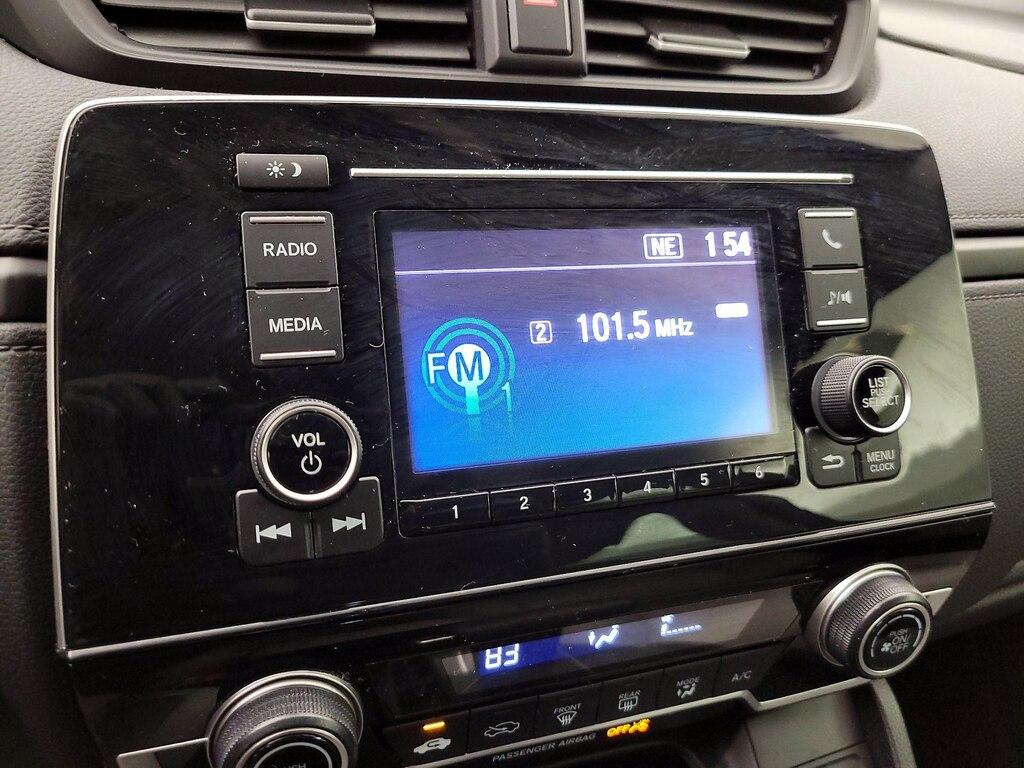 RADIO
MEDIA
NE 1 54
2 101.5 MHz
FM 1
VOL
LIST
PUSH
SELECT
MENU
CLOCK
1 2 3 4 5 6
83
FRONT
REAR
MODE
A/C
PUSH
ON/
OFF
PASSENGER AIRBAG OFF